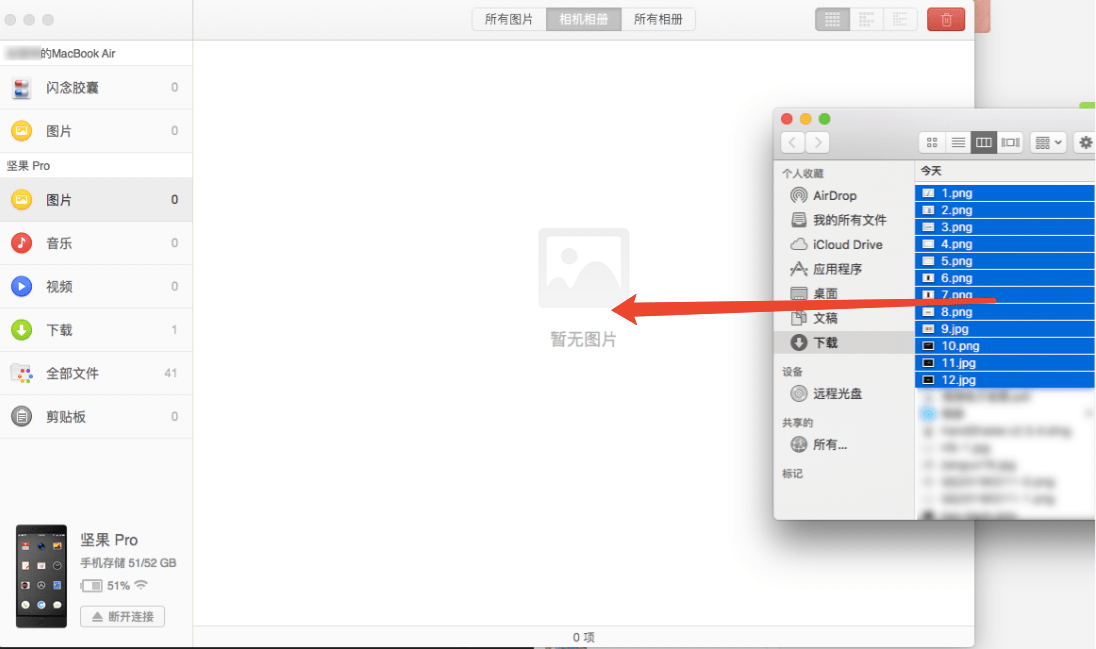 所有图片 相机相册 所有相册
的MacBook Air
闪念胶囊 0
图片 0
坚果 Pro
图片 0
音乐 0
视频 0
下载 1
全部文件 41
剪贴板 0
坚果 Pro
手机存储 51/52 GB
51%
断开连接
暂无图片
0 项
个人收藏
AirDrop
我的所有文件
iCloud Drive
应用程序
桌面
文稿
下载
设备
远程光盘
共享的
所有...
标记
今天
1.png
2.png
3.png
4.png
5.png
6.png
7.png
8.png
9.jpg
10.png
11.jpg
12.jpg